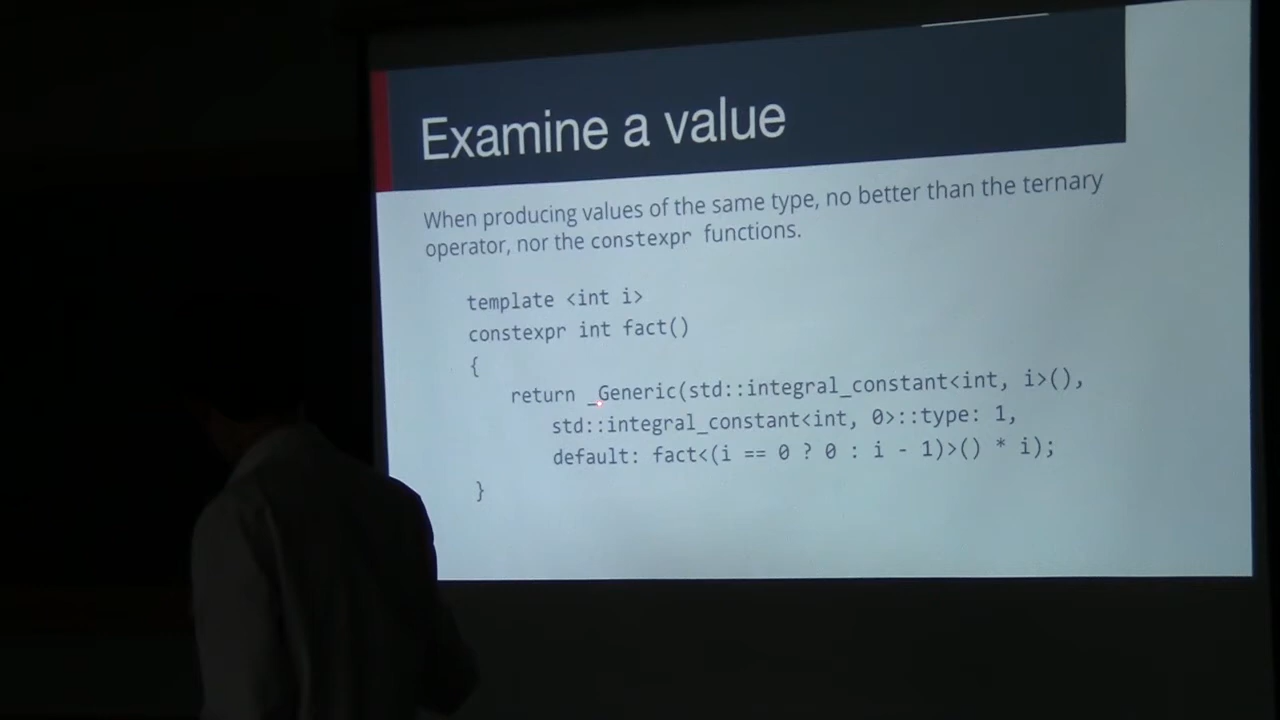 Examine a value
When producing values of the same type, no better than the ternary
operator, nor the constexpr functions.
template <int i>
constexpr int fact()
{
return _Generic(std::integral_constant<int, i>(),
std::integral_constant<int, 0>::type: 1,
default: fact<(i == 0 ? 0 : i - 1)>() * i);
}